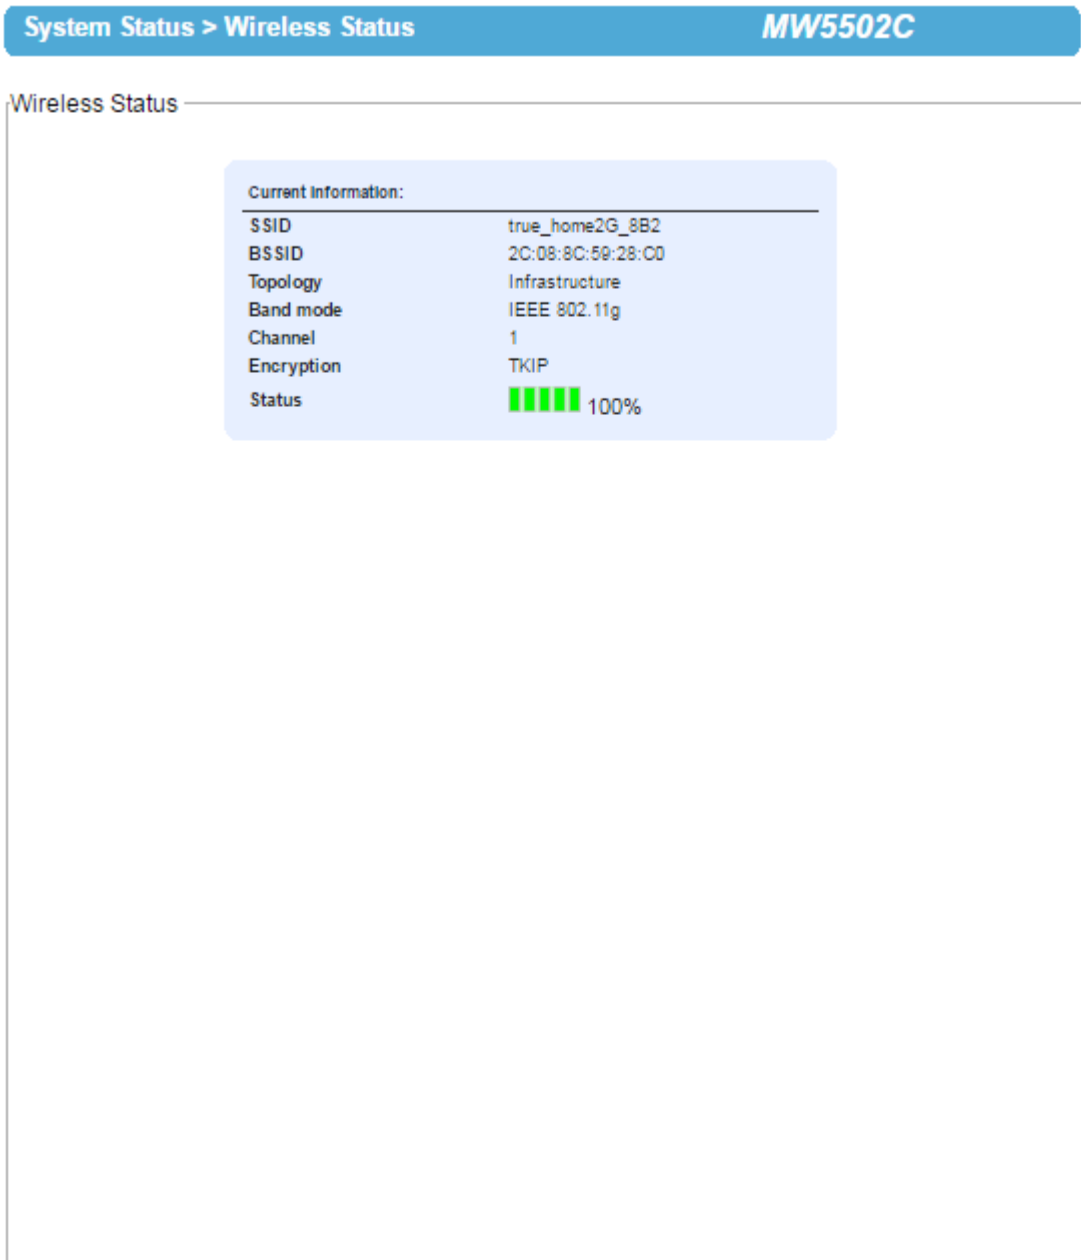 System Status > Wireless Status MW5502C
Wireless Status
Current Information:
SSID true_home2G_8B2
BSSID 2C:08:8C:59:28:C0
Topology Infrastructure
Band mode IEEE 802.11g
Channel 1
Encryption TKIP
Status 100%